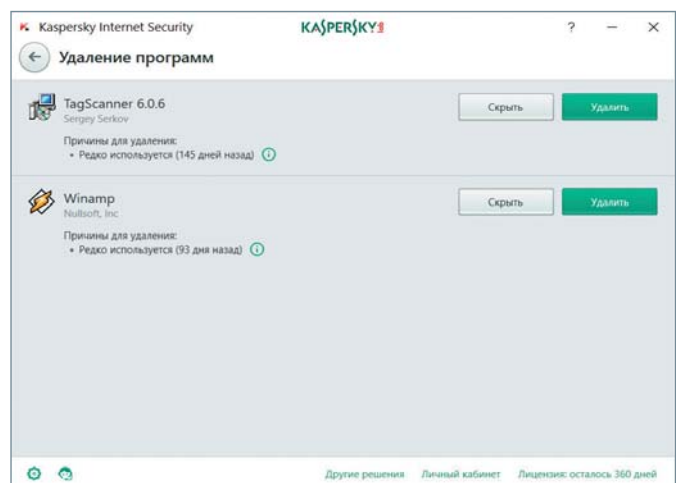 Kaspersky Internet Security
KASPERSKY
?
Удаление программ
TagScanner 6.0.6
Sergey Serkov
Скрыть
Удалить
Причины для удаления:
• Редко используется (145 дней назад)
Winamp
Nullsoft, Inc
Скрыть
Удалить
Причины для удаления:
• Редко используется (93 дня назад)
Другие решения Личный кабинет Лицензия: осталось 360 дней